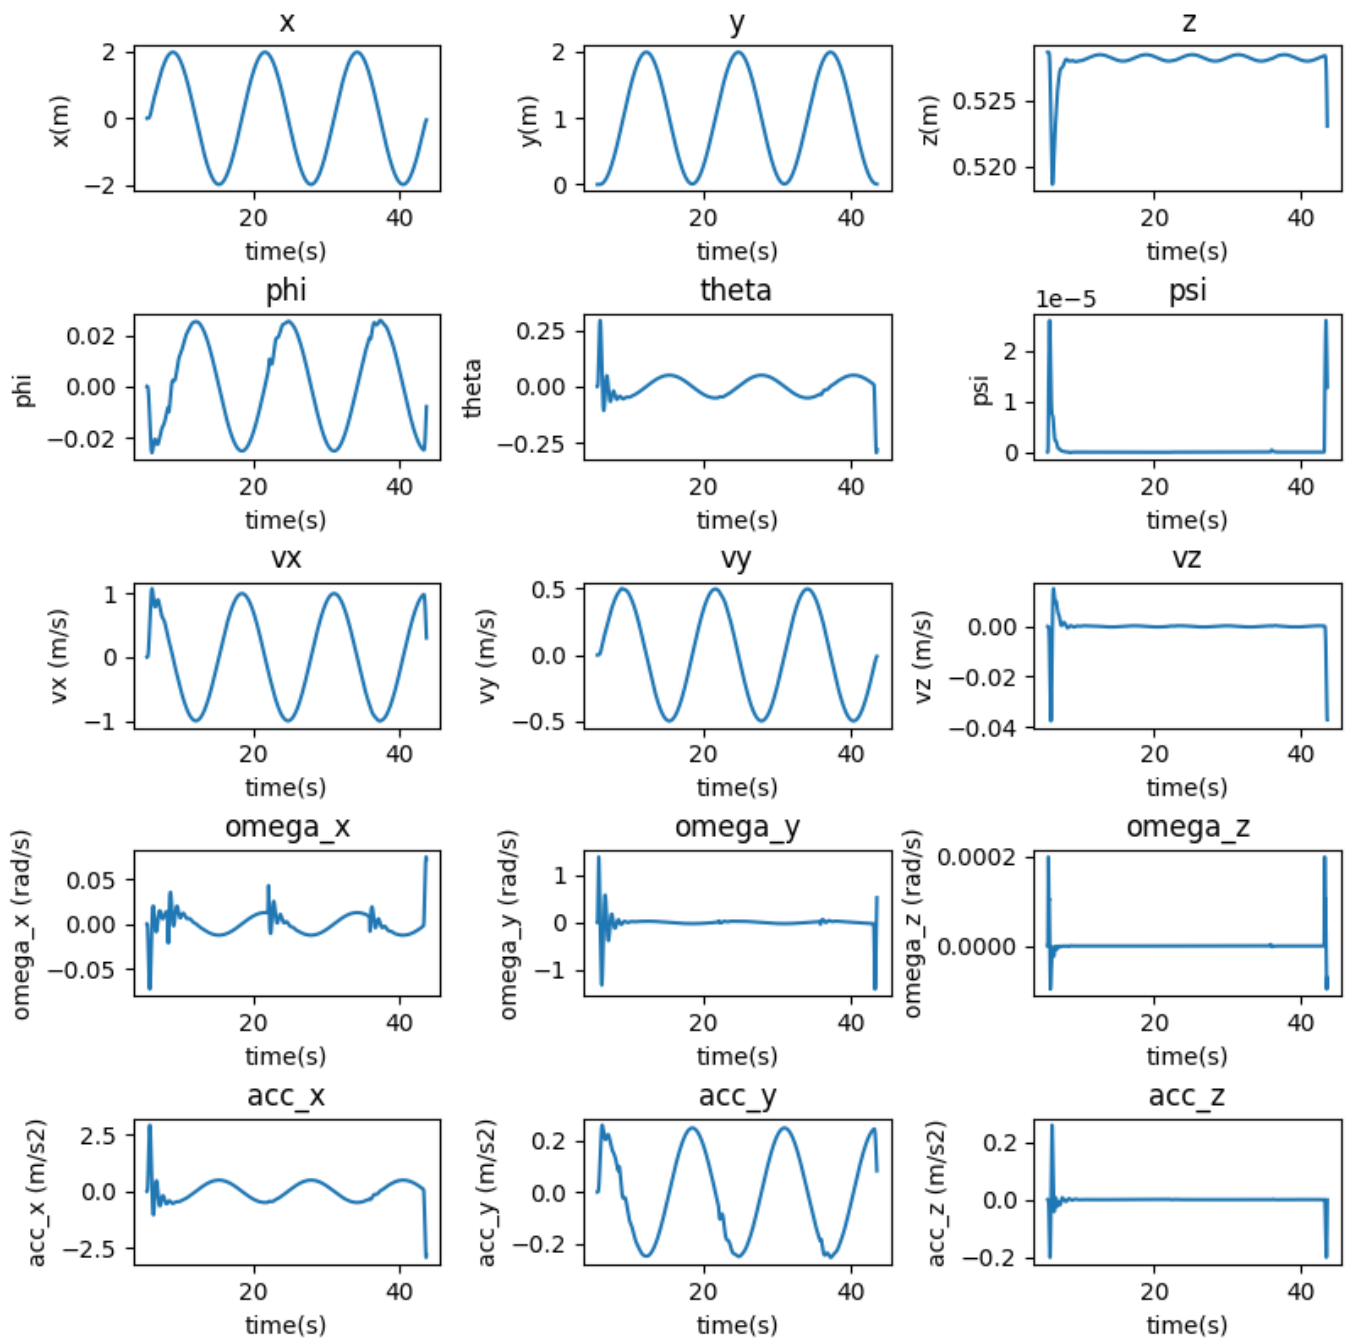 x
y
z
2
0
−2
x(m)
20
40
time(s)
2
1
0
y(m)
20
40
time(s)
0.525
0.520
z(m)
20
40
time(s)
phi
theta
psi
0.02
0.00
−0.02
phi
20
40
time(s)
0.25
0.00
−0.25
theta
20
40
time(s)
1e−5
2
1
0
psi
20
40
time(s)
vx
vy
vz
1
0
−1
vx (m/s)
20
40
time(s)
0.5
0.0
−0.5
vy (m/s)
20
40
time(s)
0.00
−0.02
−0.04
vz (m/s)
20
40
time(s)
omega_x
omega_y
omega_z
0.05
0.00
−0.05
omega_x (rad/s)
20
40
time(s)
1
0
−1
omega_y (rad/s)
20
40
time(s)
0.0002
0.0000
omega_z (rad/s)
20
40
time(s)
acc_x
acc_y
acc_z
2.5
0.0
−2.5
acc_x (m/s2)
20
40
time(s)
0.2
0.0
−0.2
acc_y (m/s2)
20
40
time(s)
0.2
0.0
−0.2
acc_z (m/s2)
20
40
time(s)